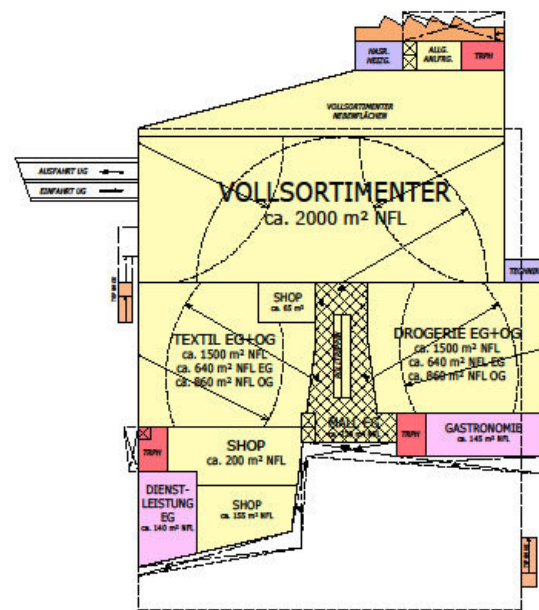 HASR.
HEIZG.
ALLG.
ANLFRG.
TRPH
VOLLSORTIMENTER
NEBENFLÄCHEN
AUSFAHRT UG
EINFAHRT UG
VOLLSORTIMENTER
ca. 2000 m² NFL
TECHNIK
SHOP
ca. 65 m²
TEXTIL EG+OG
ca. 1500 m² NFL
ca. 640 m² NFL EG
ca. 860 m² NFL OG
DROGERIE EG+OG
ca. 1500 m² NFL
ca. 640 m² NFL EG
ca. 860 m² NFL OG
MALL EG
TRPH
GASTRONOMIE
ca. 145 m² NFL
TRPH
SHOP
ca. 200 m² NFL
DIENST-
LEISTUNG
EG
ca. 140 m² NFL
SHOP
ca. 155 m² NFL